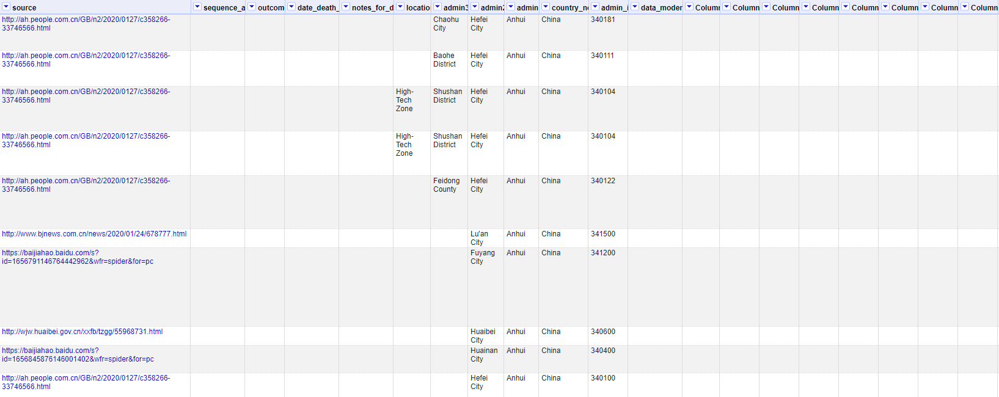 source sequence_a outcom date_death_ notes_for_d locatio admin3 admin2 admin country_ne admin_i data_moder Colum Column Column Column Column Column Column Column
http://ah.people.com.cn/GB/n2/2020/0127/c358266- Chaohu Hefei Anhui China 340181
33746566.html City City
http://ah.people.com.cn/GB/n2/2020/0127/c358266- Baohe Hefei Anhui China 340111
33746566.html District City
http://ah.people.com.cn/GB/n2/2020/0127/c358266- High- Shushan Hefei Anhui China 340104
33746566.html Tech District City
Zone
http://ah.people.com.cn/GB/n2/2020/0127/c358266- High- Shushan Hefei Anhui China 340104
33746566.html Tech District City
Zone
http://ah.people.com.cn/GB/n2/2020/0127/c358266- Feidong Hefei Anhui China 340122
33746566.html County City
http://www.bjnews.com.cn/news/2020/01/24/678777.html Lu'an Anhui China 341500
City
https://baijiahao.baidu.com/s? Fuyang Anhui China 341200
id=1656791146764442962&wfr=spider&for=pc City
http://wjw.huaibei.gov.cn/xxfb/tzgg/55968731.html Huaibei Anhui China 340600
City
https://baijiahao.baidu.com/s? Huainan Anhui China 340400
id=1656845876146001402&wfr=spider&for=pc City
http://ah.people.com.cn/GB/n2/2020/0127/c358266- Hefei Anhui China 340100
33746566.html City